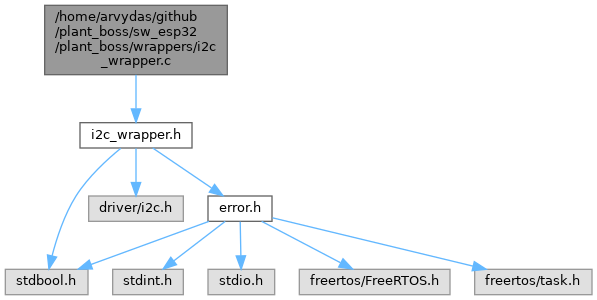 /home/arvydas/github
/plant_boss/sw_esp32
/plant_boss/wrappers/i2c
_wrapper.c
i2c_wrapper.h
driver/i2c.h
error.h
stdbool.h
stdint.h
stdio.h
freertos/FreeRTOS.h
freertos/task.h